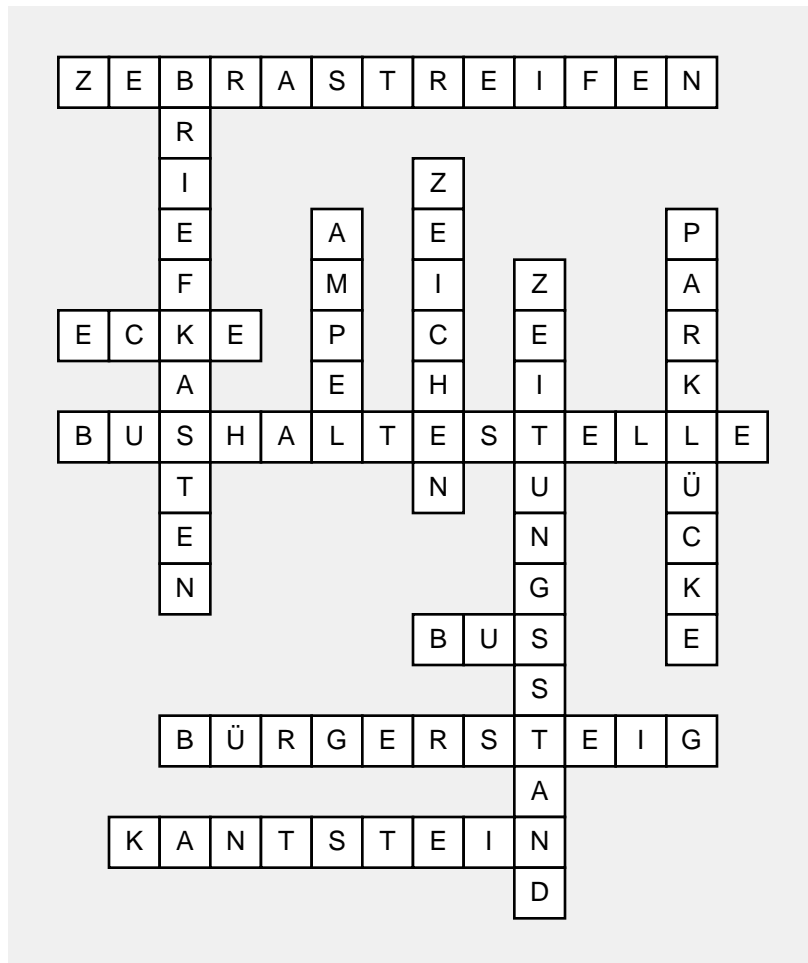 ZEBRASTREIFEN
BRIEFKASTEN
ZEICHEN
AMPEL
PARKLÜCKE
ZEITUNGSSTAND
ECKE
BUSHALTESTELLE
BUS
BÜRGERSTEIG
KANTSTEIN